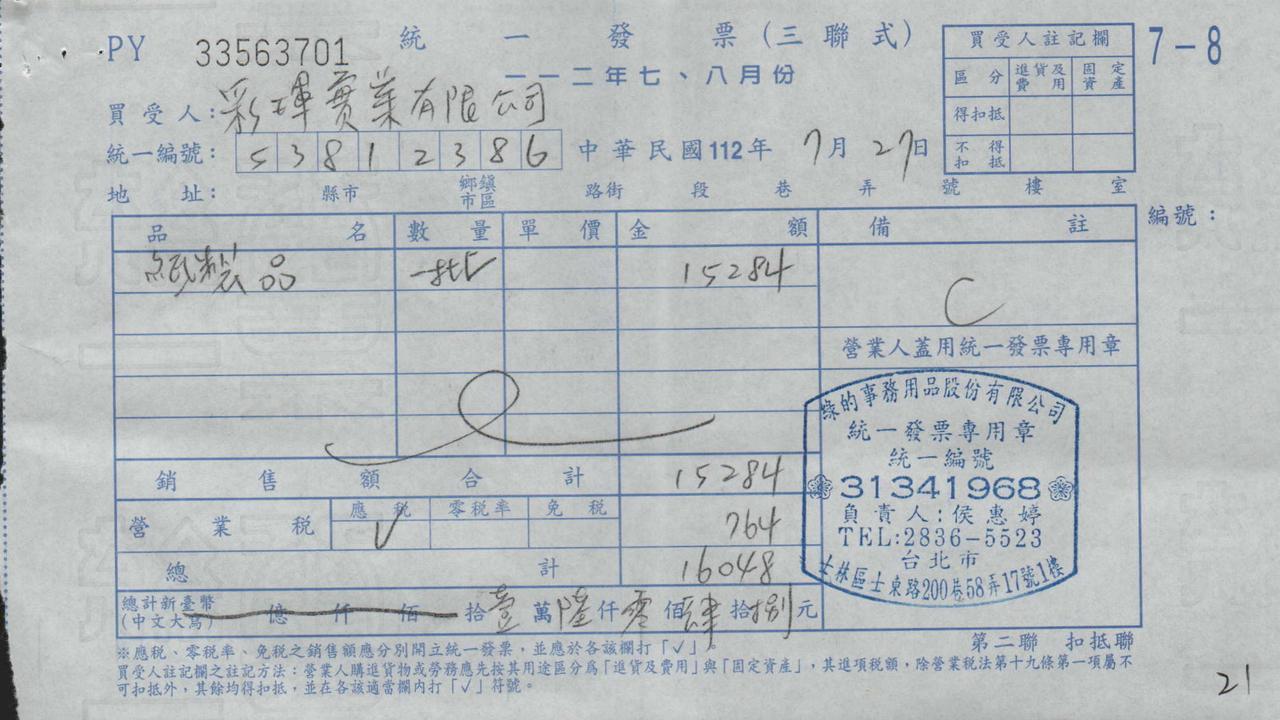 PY 33563701 統一發票(三聯式) 7-8
一一二年七、八月份
買受人註記欄
區分 進貨及費用 固定資產
得扣抵
不得扣抵
買受人:彩琿實業有限公司
統一編號: 53812386 中華民國112年 7月27日
地址: 縣市 鄉鎮市區 路街 段 巷 弄 號 樓 室
編號:
品名 數量 單價 金額 備註
紙製品 一批 15284 C
營業人蓋用統一發票專用章
綠的事務用品股份有限公司
統一發票專用章
統一編號
31341968
負責人:侯惠婷
TEL:2836-5523
台北市
士林區士東路200巷58弄17號1樓
銷售額合計 15284
營業稅 應稅 零稅率 免稅
V 764
總計 16048
總計新臺幣(中文大寫) 億仟佰拾壹萬陸仟零佰肆拾捌元
第二聯 扣抵聯
※應稅、零稅率、免稅之銷售額應分別開立統一發票,並應於各該欄打「✓」。
買受人註記欄之註記方法:營業人購進貨物或勞務應先按其用途區分為「進貨及費用」與「固定資產」,其進項稅額,除營業稅法第十九條第一項屬不
可扣抵外,其餘均得扣抵,並在各該適當欄內打「✓」符號。
21